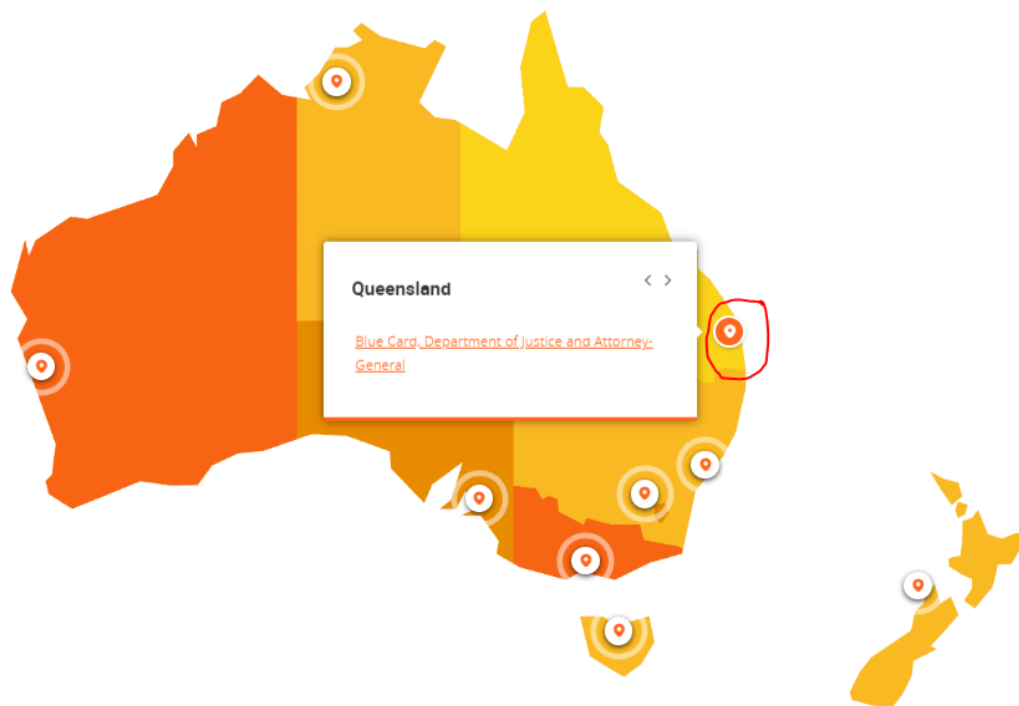 Queensland
Blue Card, Department of Justice and Attorney-
General